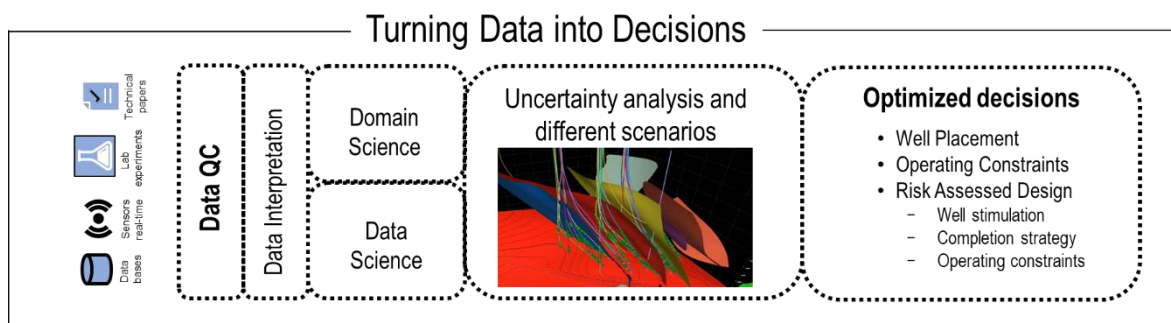 Turning Data into Decisions
Technical
papers
Lab
experiments
Sensors
real-time
Data
bases
Data QC
Data Interpretation
Domain
Science
Data
Science
Uncertainty analysis and
different scenarios
Optimized decisions
• Well Placement
• Operating Constraints
• Risk Assessed Design
– Well stimulation
– Completion strategy
– Operating constraints